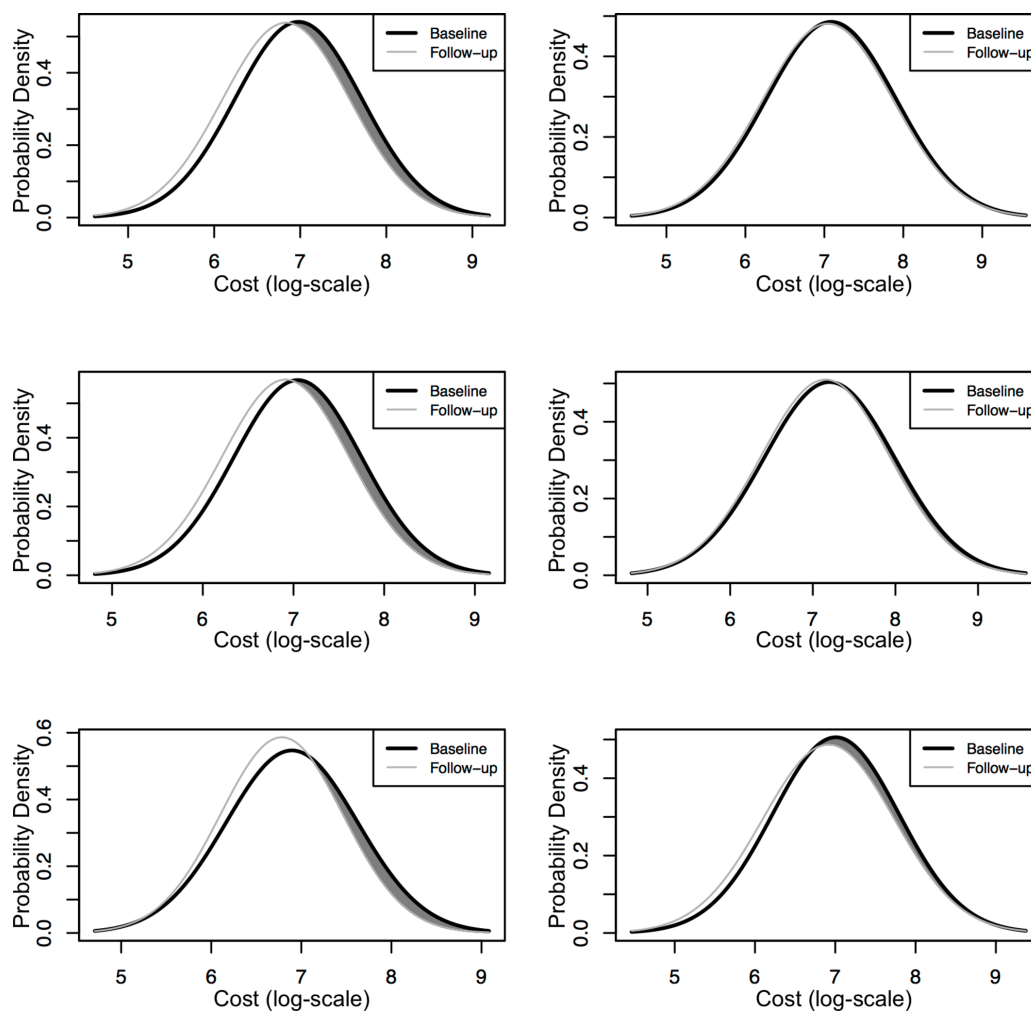 Probability Density
0.0 0.2 0.4
Baseline
Follow−up
5 6 7 8 9
Cost (log-scale)
Probability Density
0.0 0.2 0.4
Baseline
Follow−up
5 6 7 8 9
Cost (log-scale)
Probability Density
0.0 0.2 0.4
Baseline
Follow−up
5 6 7 8 9
Cost (log-scale)
Probability Density
0.0 0.2 0.4
Baseline
Follow−up
5 6 7 8 9
Cost (log-scale)
Probability Density
0.0 0.2 0.4 0.6
Baseline
Follow−up
5 6 7 8 9
Cost (log-scale)
Probability Density
0.0 0.2 0.4
Baseline
Follow−up
5 6 7 8 9
Cost (log-scale)